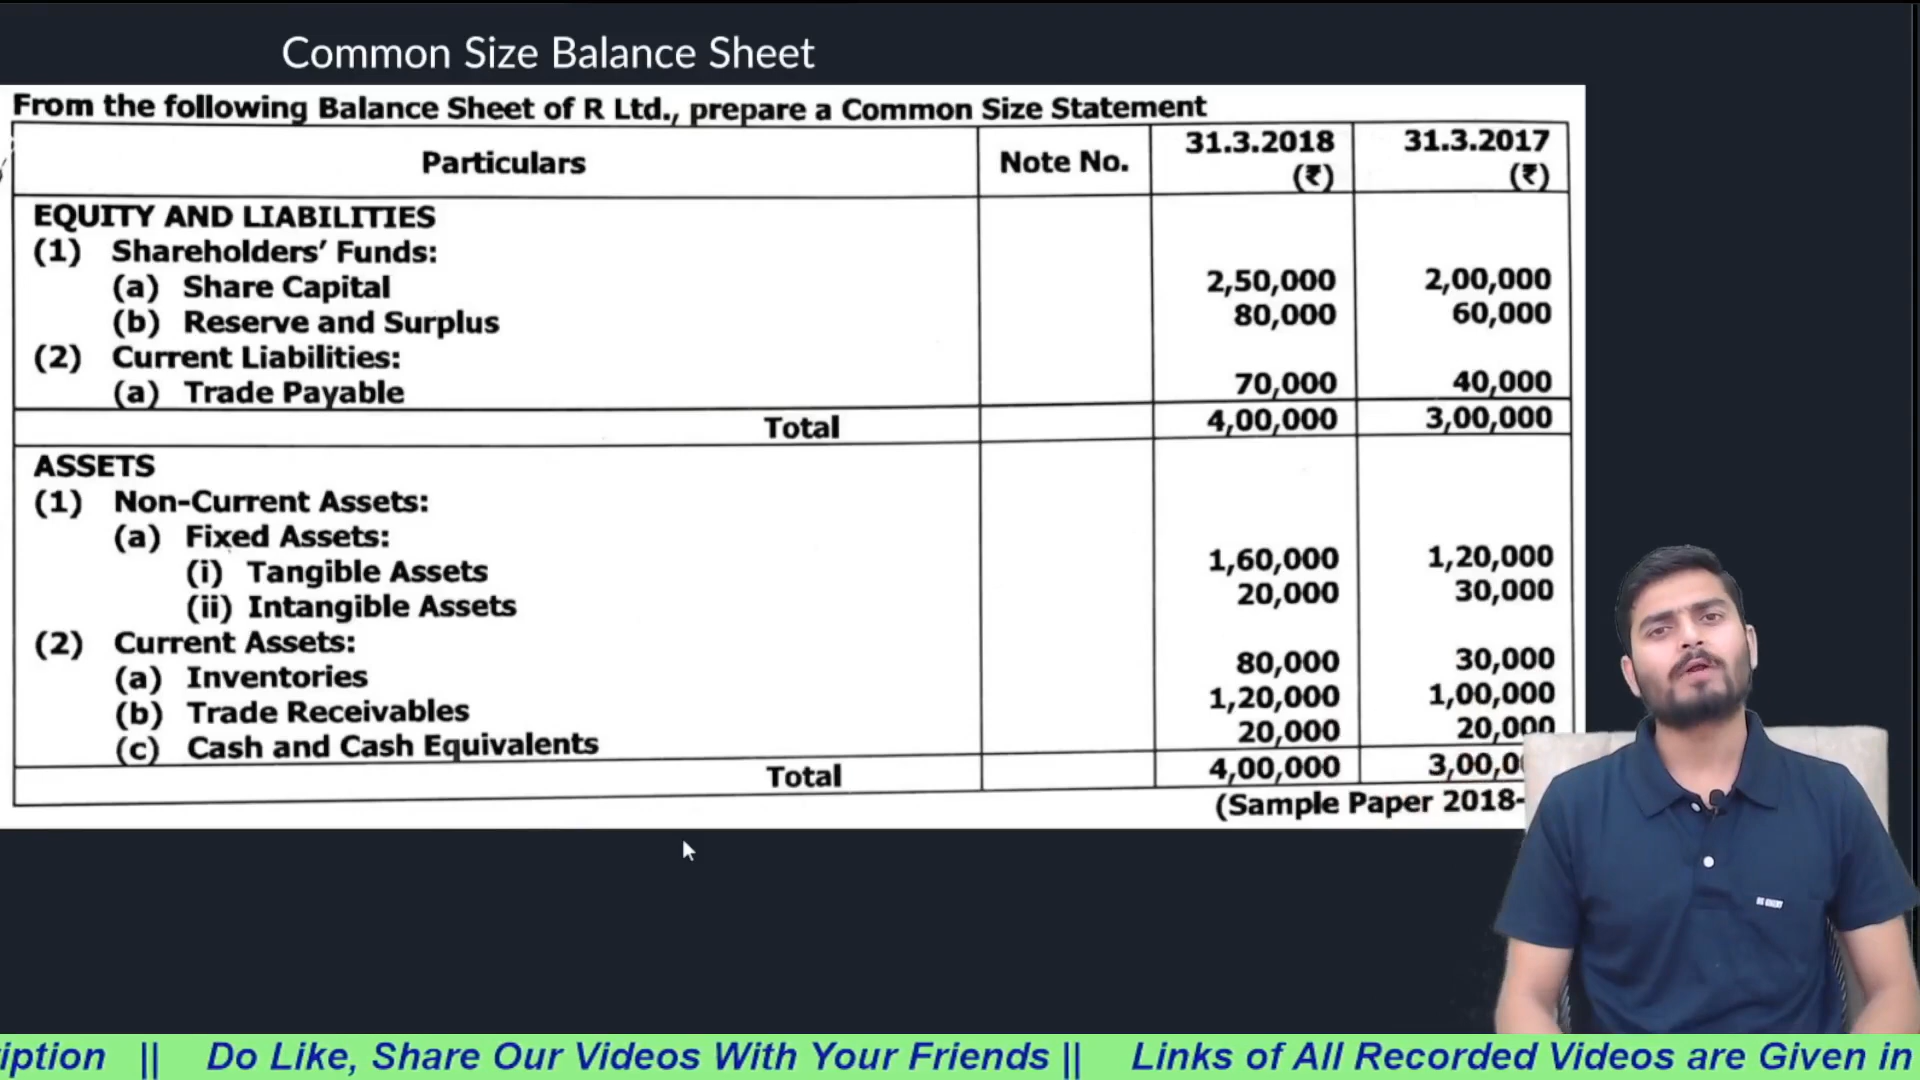 Common Size Balance Sheet
From the following Balance Sheet of R Ltd., prepare a Common Size Statement
Particulars Note No. 31.3.2018 (₹) 31.3.2017 (₹)
EQUITY AND LIABILITIES
(1) Shareholders' Funds:
(a) Share Capital 2,50,000 2,00,000
(b) Reserve and Surplus 80,000 60,000
(2) Current Liabilities:
(a) Trade Payable 70,000 40,000
Total 4,00,000 3,00,000
ASSETS
(1) Non-Current Assets:
(a) Fixed Assets:
(i) Tangible Assets 1,60,000 1,20,000
(ii) Intangible Assets 20,000 30,000
(2) Current Assets:
(a) Inventories 80,000 30,000
(b) Trade Receivables 1,20,000 1,00,000
(c) Cash and Cash Equivalents 20,000 20,000
Total 4,00,000 3,00,0
(Sample Paper 2018-
iption || Do Like, Share Our Videos With Your Friends || Links of All Recorded Videos are Given in